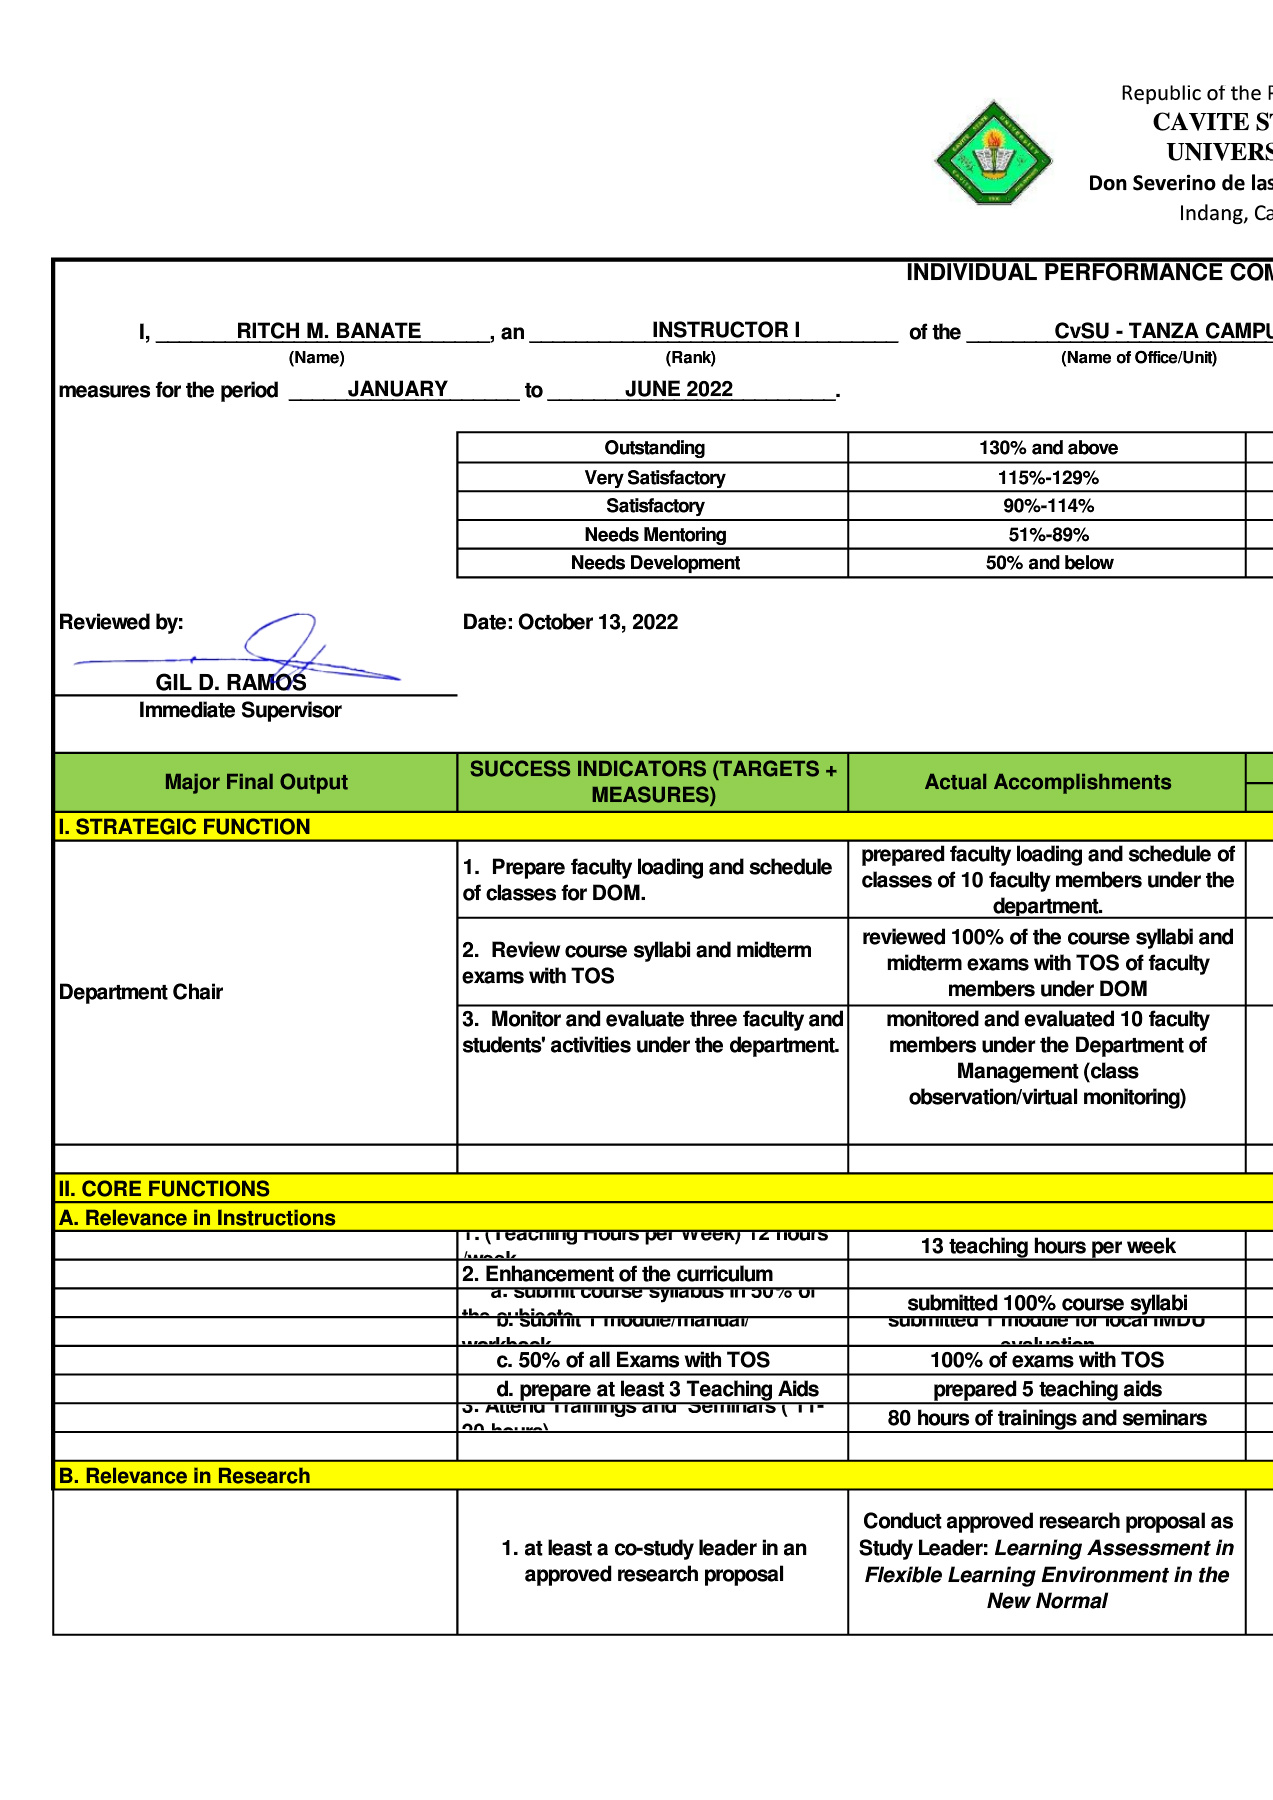 Republic of the
CAVITE
UNIVERS
Don Severino de las
Indang,
INDIVIDUAL PERFORMANCE
I, RITCH M. BANATE, an INSTRUCTOR I of the CvSU - TANZA CAMPU
(Name) (Rank) (Name of Office/Unit)
measures for the period JANUARY to JUNE 2022.
Outstanding 130% and above
Very Satisfactory 115%-129%
Satisfactory 90%-114%
Needs Mentoring 51%-89%
Needs Development 50% and below
Reviewed by: Date: October 13, 2022
GIL D. RAMOS
Immediate Supervisor
Major Final Output
SUCCESS INDICATORS (TARGETS +
MEASURES)
Actual Accomplishments
I. STRATEGIC FUNCTION
Department Chair
1. Prepare faculty loading and schedule
of classes for DOM.
prepared faculty loading and schedule of
classes of 10 faculty members under the
department.
2. Review course syllabi and midterm
exams with TOS
reviewed 100% of the course syllabi and
midterm exams with TOS of faculty
members under DOM
3. Monitor and evaluate three faculty and
students' activities under the department.
monitored and evaluated 10 faculty
members under the Department of
Management (class
observation/virtual monitoring)
II. CORE FUNCTIONS
A. Relevance in Instructions
1. (Teaching Hours per Week) 12 hours
/week
13 teaching hours per week
2. Enhancement of the curriculum
a. submit course syllabus in 50% of
the subjects
submitted 100% course syllabi
b. submit 1 module/manual/
workbook
submitted 1 module for local IMDU
evaluation
c. 50% of all Exams with TOS
100% of exams with TOS
d. prepare at least 3 Teaching Aids
prepared 5 teaching aids
3. Attend Trainings and Seminars ( 11-
20 hours)
80 hours of trainings and seminars
B. Relevance in Research
1. at least a co-study leader in an
approved research proposal
Conduct approved research proposal as
Study Leader: Learning Assessment in
Flexible Learning Environment in the
New Normal